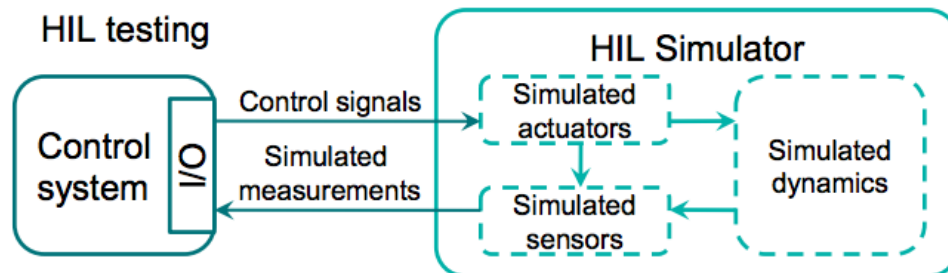 HIL testing
HIL Simulator
Control
system
I/O
Control signals
Simulated
measurements
Simulated
actuators
Simulated
sensors
Simulated
dynamics